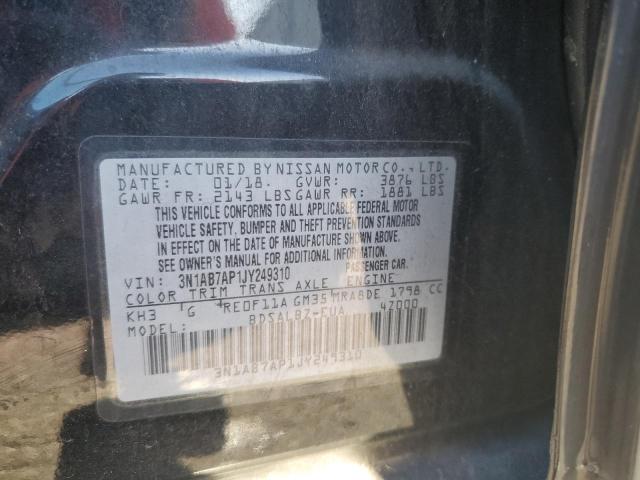 MANUFACTURED BY NISSAN MOTOR CO., LTD.
DATE: 01/18. GVWR: 3876 LBS
GAWR FR: 2143 LBS GAWR RR: 1881 LBS
THIS VEHICLE CONFORMS TO ALL APPLICABLE FEDERAL MOTOR
VEHICLE SAFETY, BUMPER AND THEFT PREVENTION STANDARDS
IN EFFECT ON THE DATE OF MANUFACTURE SHOWN ABOVE.
SEE OWNER'S MANUAL FOR ADDITIONAL INFORMATION.
VIN: 3N1AB7AP1JY249310 PASSENGER CAR.
COLOR TRIM TRANS AXLE ENGINE
KH3 G RE0F11A GM35 MRA8DE 1798 CC
MODEL: BDSALBZ-EUA 47000
3N1AB7AP1JY249310